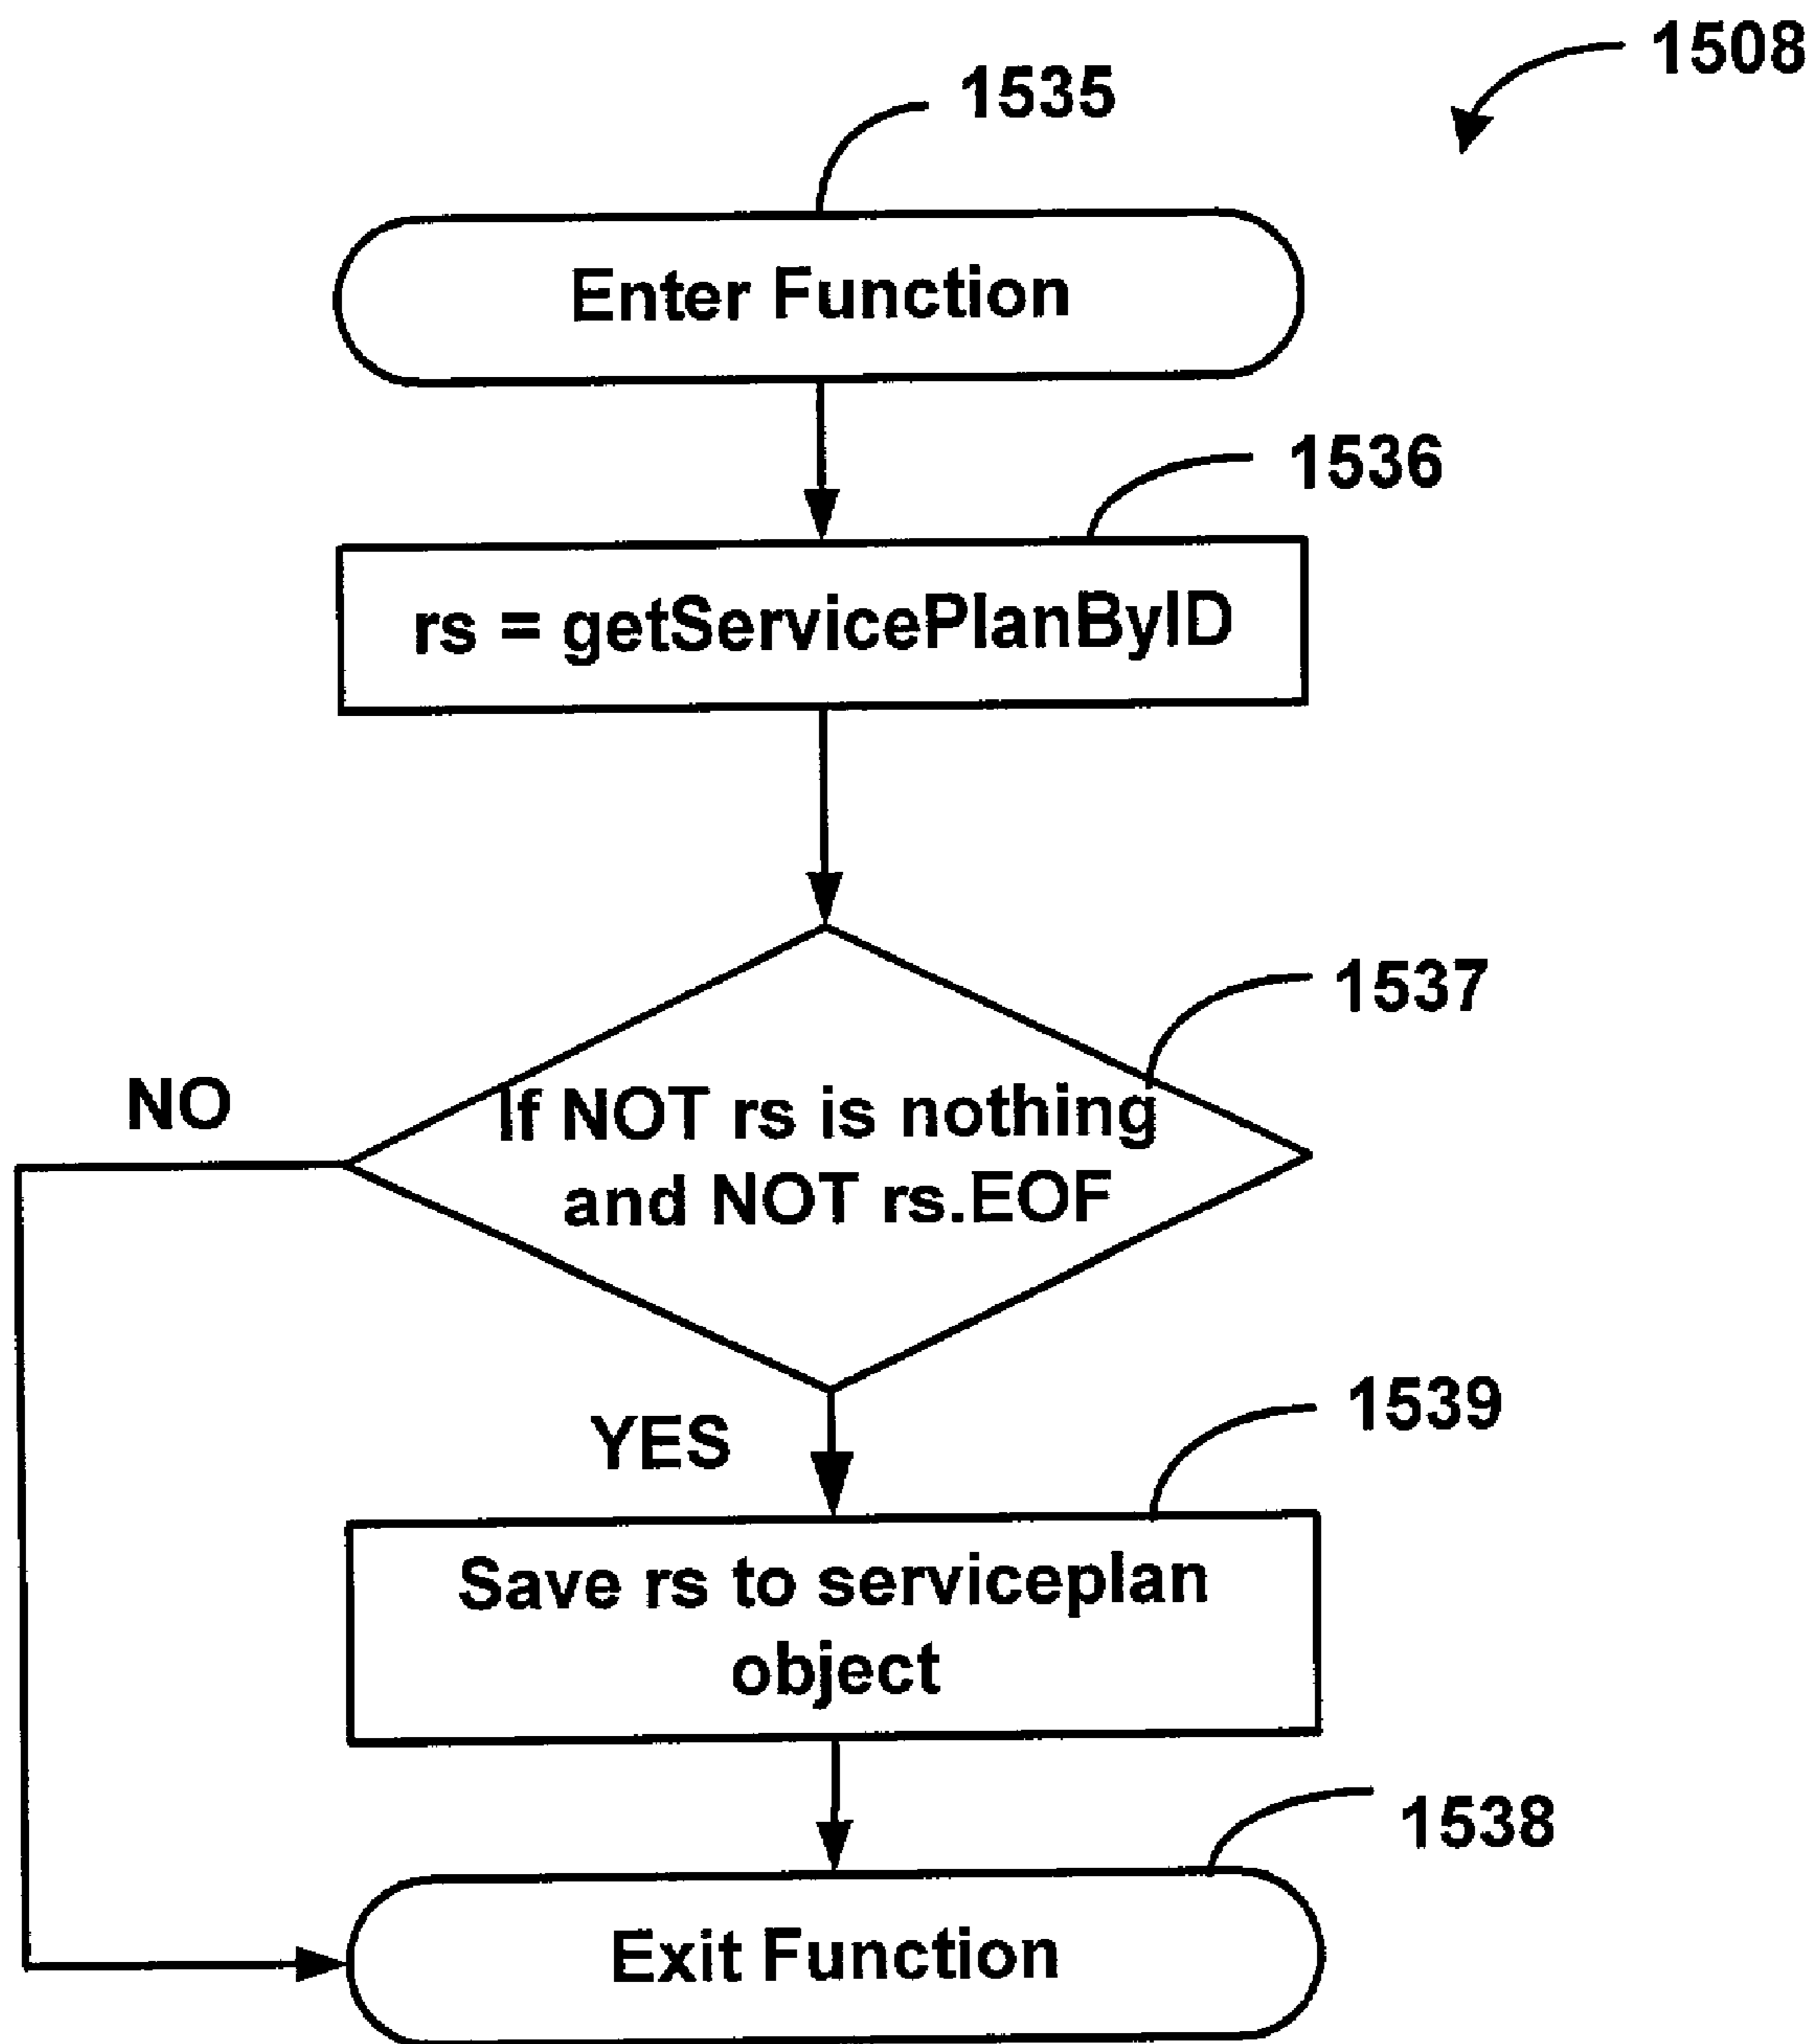 1508
1535
Enter Function
1536
rs = getServicePlanByID
1537
NO
If NOT rs is nothing
and NOT rs.EOF
1539
YES
Save rs to serviceplan
object
1538
Exit Function